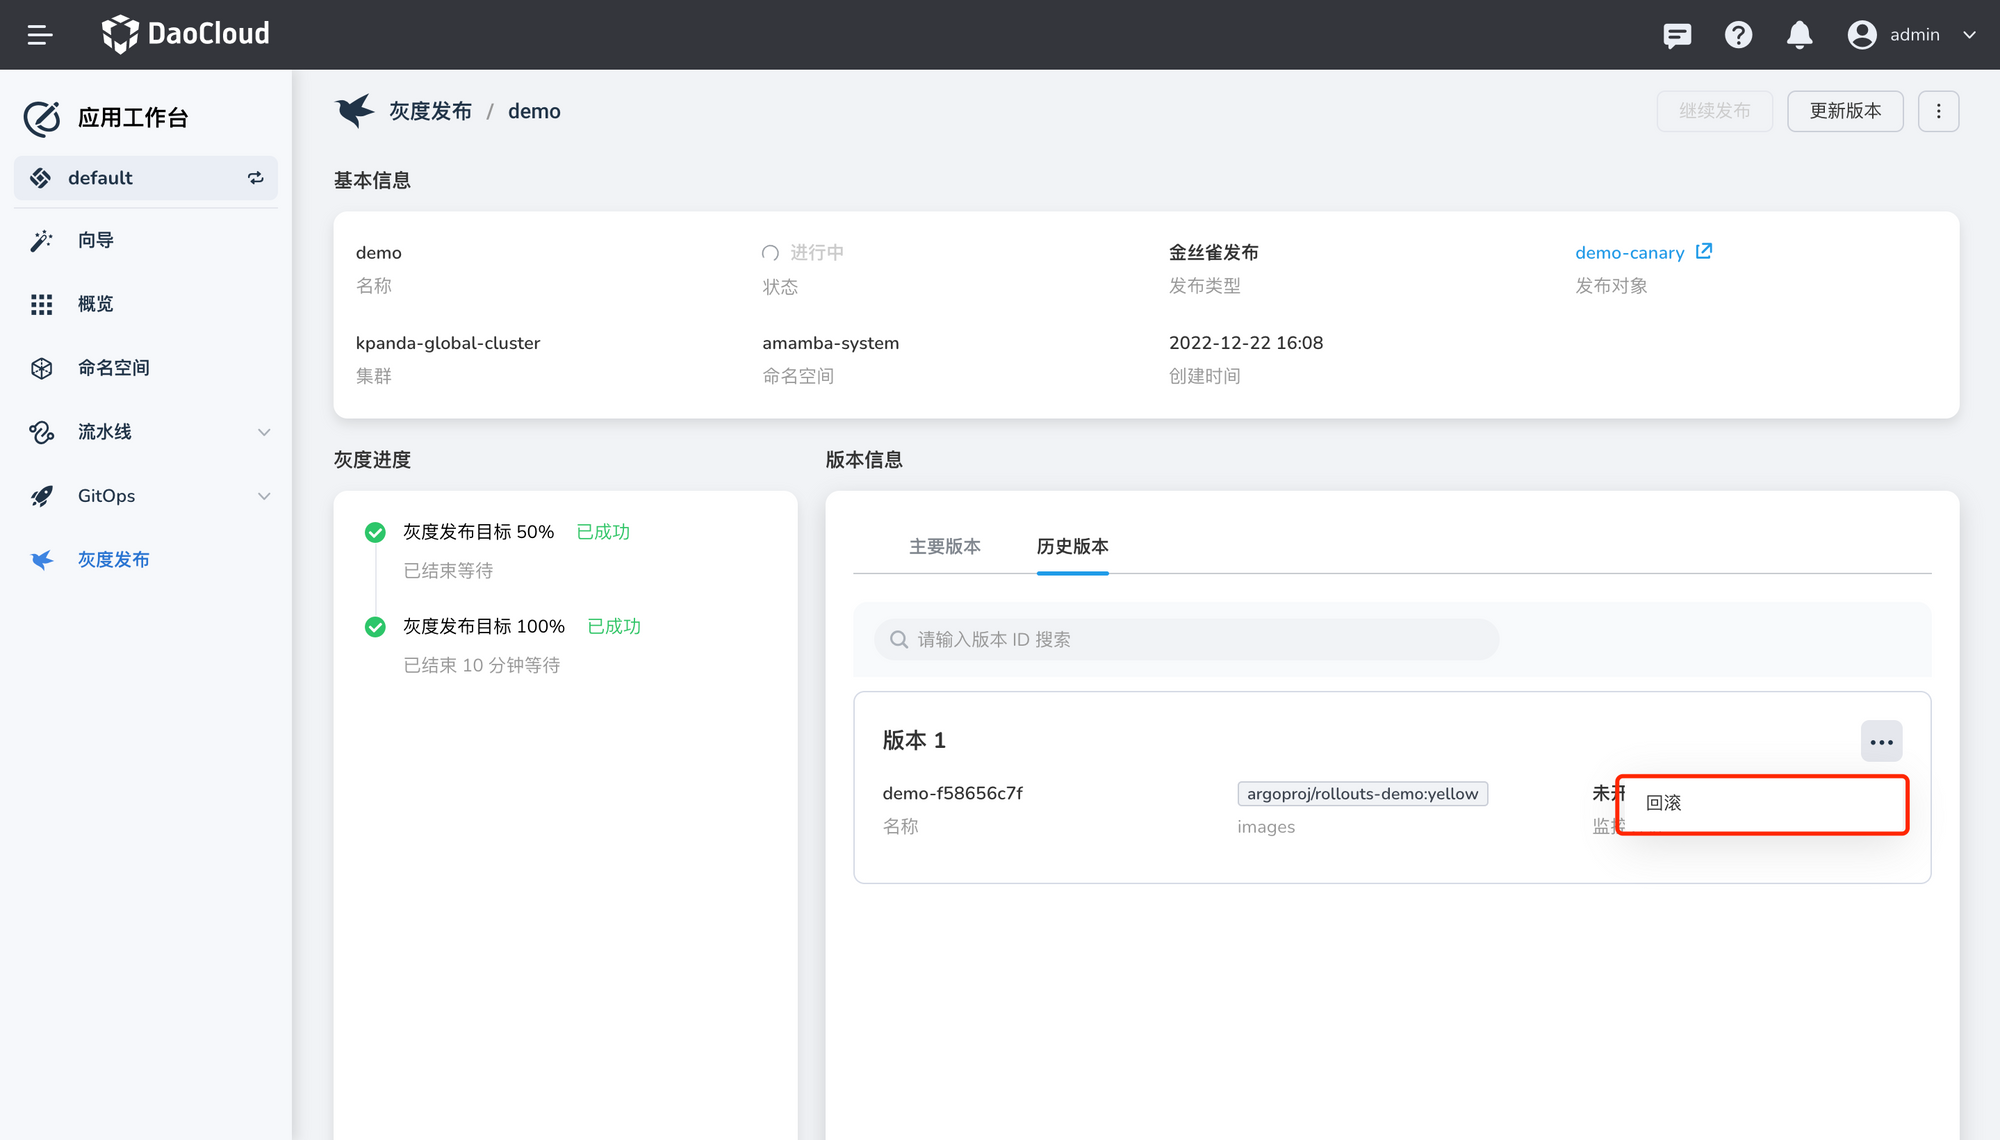 DaoCloud
admin
应用工作台
default
向导
概览
命名空间
流水线
GitOps
灰度发布
灰度发布 / demo
继续发布
更新版本
基本信息
demo
名称
进行中
状态
金丝雀发布
发布类型
demo-canary
发布对象
kpanda-global-cluster
集群
amamba-system
命名空间
2022-12-22 16:08
创建时间
灰度进度
灰度发布目标 50% 已成功
已结束等待
灰度发布目标 100% 已成功
已结束 10 分钟等待
版本信息
主要版本
历史版本
请输入版本 ID 搜索
版本 1
demo-f58656c7f
名称
argoproj/rollouts-demo:yellow
images
未开
监控
回滚